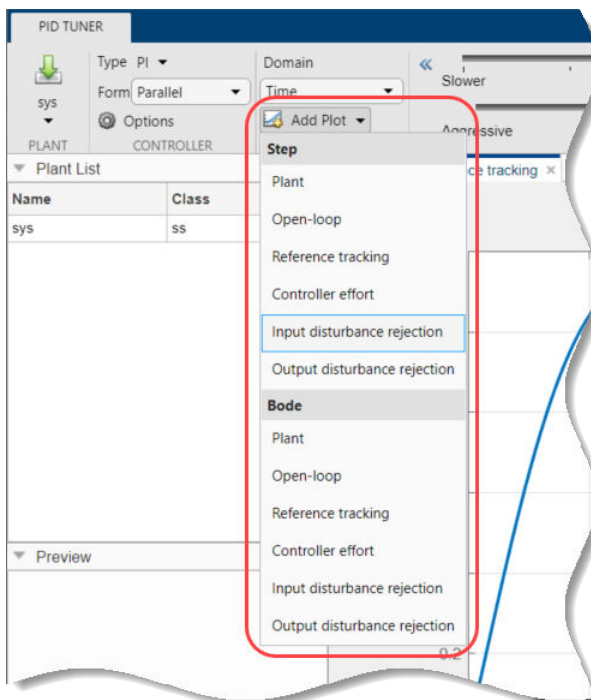 PID TUNER
Type PI
Domain
Slower
Form Parallel
Time
sys
Options
Add Plot
Aggressive
PLANT
CONTROLLER
Step
Plant List
ce tracking ×
Name
Class
Plant
sys
ss
Open-loop
Reference tracking
Controller effort
Input disturbance rejection
Output disturbance rejection
Bode
Plant
Open-loop
Reference tracking
Controller effort
Preview
Input disturbance rejection
Output disturbance rejection
0.2